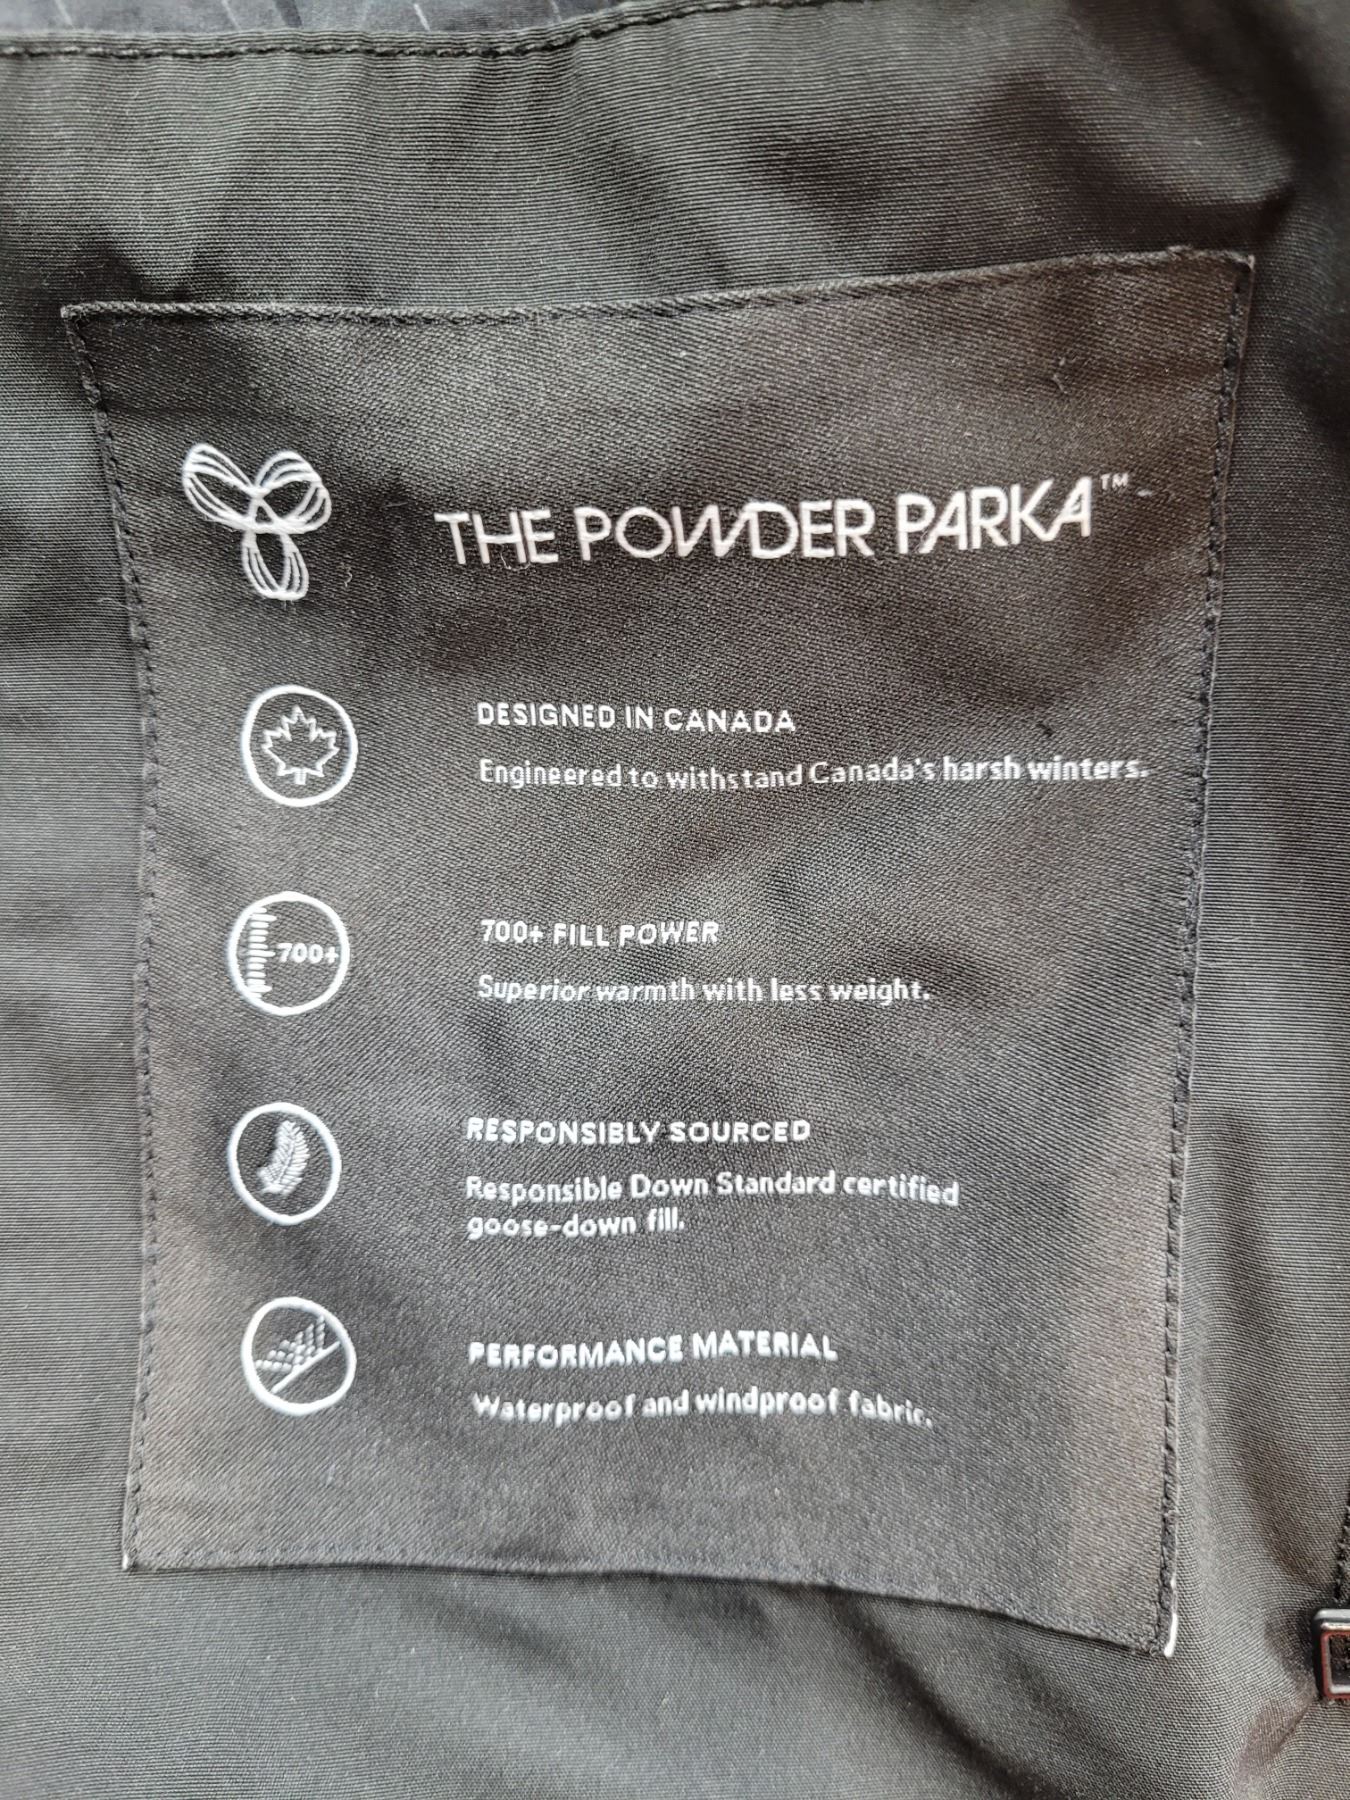 THE POWDER PARKA™
DESIGNED IN CANADA
Engineered to withstand Canada's harsh winters.
700+
700+ FILL POWER
Superior warmth with less weight.
RESPONSIBLY SOURCED
Responsible Down Standard certified
goose-down fill.
PERFORMANCE MATERIAL
Waterproof and windproof fabric.